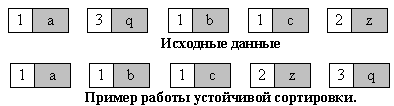 1 a 3 q 1 b 1 c 2 z
Исходные данные
1 a 1 b 1 c 2 z 3 q
Пример работы устойчивой сортировки.